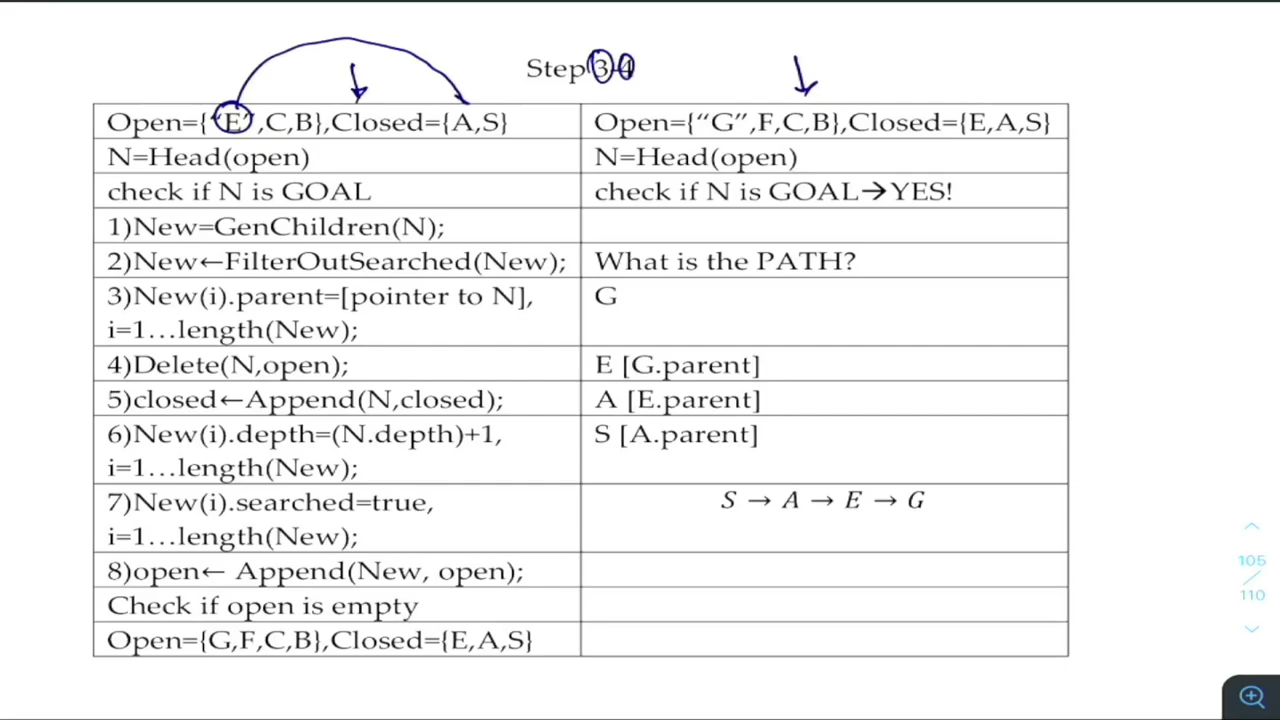 Step 3-4
Open={“E”,C,B},Closed={A,S}
N=Head(open)
check if N is GOAL
1)New=GenChildren(N);
2)New←FilterOutSearched(New);
3)New(i).parent=[pointer to N],
i=1…length(New);
4)Delete(N,open);
5)closed←Append(N,closed);
6)New(i).depth=(N.depth)+1,
i=1…length(New);
7)New(i).searched=true,
i=1…length(New);
8)open← Append(New, open);
Check if open is empty
Open={G,F,C,B},Closed={E,A,S}
Open={“G”,F,C,B},Closed={E,A,S}
N=Head(open)
check if N is GOAL→YES!
What is the PATH?
G
E [G.parent]
A [E.parent]
S [A.parent]
S → A → E → G
105
110